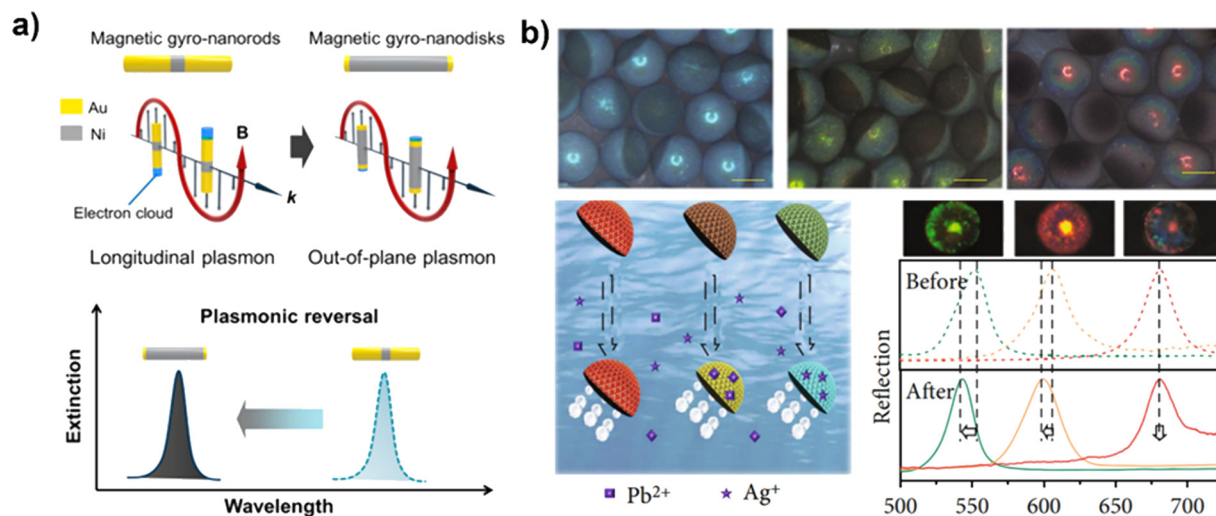 a)
Magnetic gyro-nanorods
Magnetic gyro-nanodisks
Au
Ni
B
k
Electron cloud
Longitudinal plasmon
Out-of-plane plasmon
Plasmonic reversal
Extinction
Wavelength
b)
Pb²⁺
Ag⁺
Before
After
Reflection
500
550
600
650
700